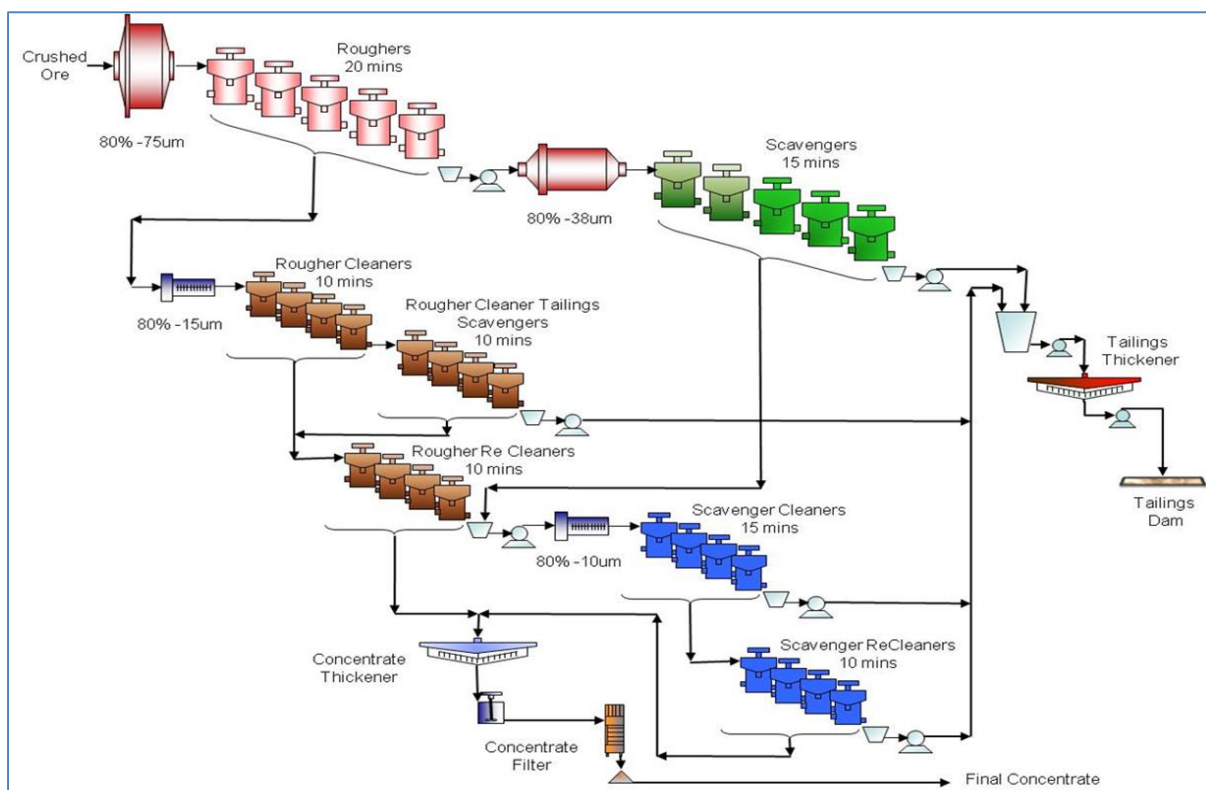 Crushed
Ore
80% -75um
Roughers
20 mins
80% -38um
Scavengers
15 mins
80% -15um
Rougher Cleaners
10 mins
Rougher Cleaner Tailings
Scavengers
10 mins
Tailings
Thickener
Tailings
Dam
Rougher Re Cleaners
10 mins
80% -10um
Scavenger Cleaners
15 mins
Scavenger ReCleaners
10 mins
Concentrate
Thickener
Concentrate
Filter
Final Concentrate